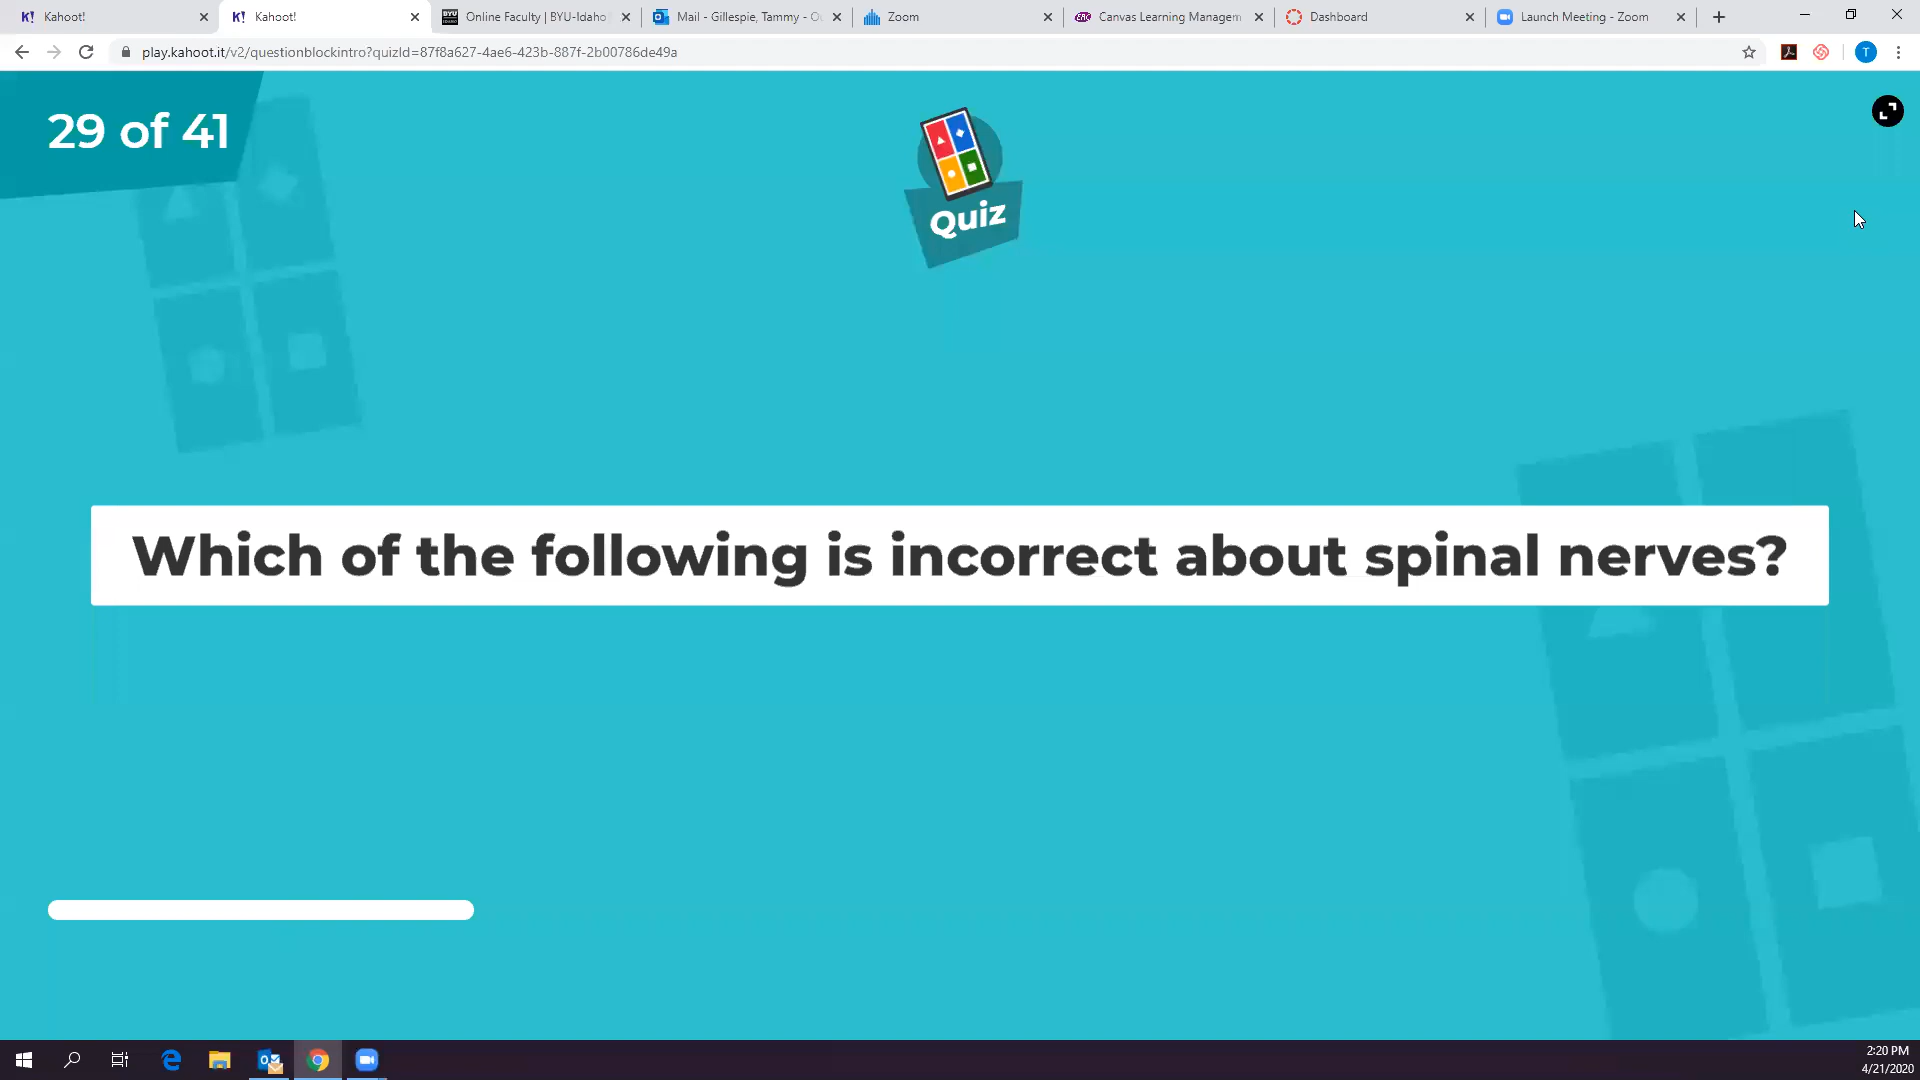 Kahoot!
Kahoot!
BYU
Online Faculty | BYU-Idaho
Mail - Gillespie, Tammy - O
Zoom
Canvas Learning Managem
Dashboard
Launch Meeting - Zoom
play.kahoot.it/v2/questionblockintro?quizId=87f8a627-4ae6-423b-887f-2b00786de49a
T
29 of 41
Quiz
Which of the following is incorrect about spinal nerves?
2:20 PM
4/21/2020